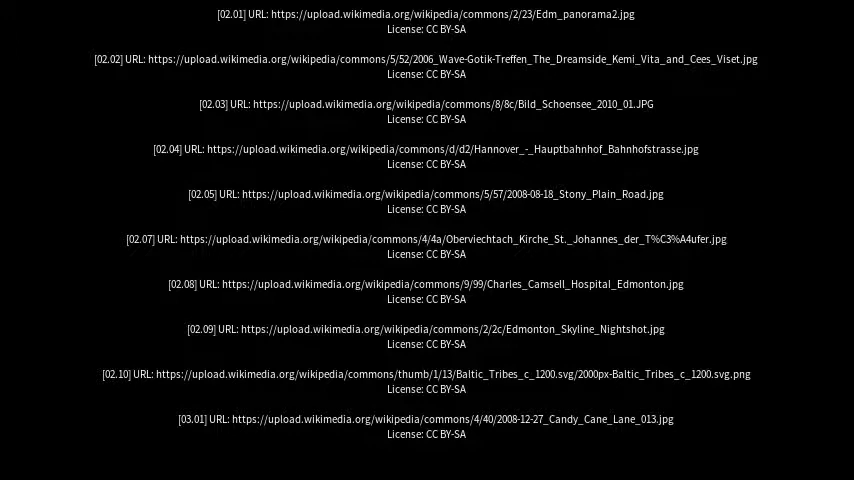 [02.01] URL: https://upload.wikimedia.org/wikipedia/commons/2/23/Edm_panorama2.jpg
License: CC BY-SA
[02.02] URL: https://upload.wikimedia.org/wikipedia/commons/5/52/2006_Wave-Gotik-Treffen_The_Dreamside_Kemi_Vita_and_Cees_Viset.jpg
License: CC BY-SA
[02.03] URL: https://upload.wikimedia.org/wikipedia/commons/8/8c/Bild_Schoensee_2010_01.JPG
License: CC BY-SA
[02.04] URL: https://upload.wikimedia.org/wikipedia/commons/d/d2/Hannover_-_Hauptbahnhof_Bahnhofstrasse.jpg
License: CC BY-SA
[02.05] URL: https://upload.wikimedia.org/wikipedia/commons/5/57/2008-08-18_Stony_Plain_Road.jpg
License: CC BY-SA
[02.07] URL: https://upload.wikimedia.org/wikipedia/commons/4/4a/Oberviechtach_Kirche_St._Johannes_der_T%C3%A4ufer.jpg
License: CC BY-SA
[02.08] URL: https://upload.wikimedia.org/wikipedia/commons/9/99/Charles_Camsell_Hospital_Edmonton.jpg
License: CC BY-SA
[02.09] URL: https://upload.wikimedia.org/wikipedia/commons/2/2c/Edmonton_Skyline_Nightshot.jpg
License: CC BY-SA
[02.10] URL: https://upload.wikimedia.org/wikipedia/commons/thumb/1/13/Baltic_Tribes_c_1200.svg/2000px-Baltic_Tribes_c_1200.svg.png
License: CC BY-SA
[03.01] URL: https://upload.wikimedia.org/wikipedia/commons/4/40/2008-12-27_Candy_Cane_Lane_013.jpg
License: CC BY-SA